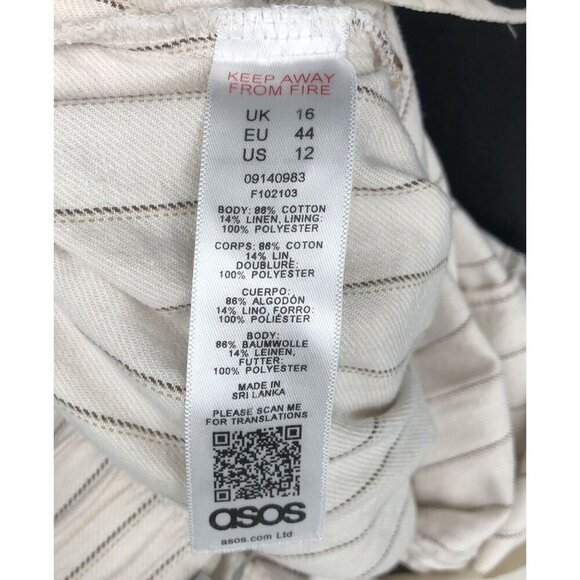 KEEP AWAY
FROM FIRE
UK 16
EU 44
US 12
09140983
F102103
BODY: 86% COTTON
14% LINEN, LINING:
100% POLYESTER
CORPS: 86% COTON
14% LIN,
DOUBLURE:
100% POLYESTER
CUERPO:
86% ALGODÓN
14% LINO, FORRO:
100% POLIÉSTER
BODY:
86% BAUMWOLLE
14% LEINEN,
FUTTER:
100% POLYESTER
MADE IN
SRI LANKA
PLEASE SCAN ME
FOR TRANSLATIONS
asos
asos.com Ltd